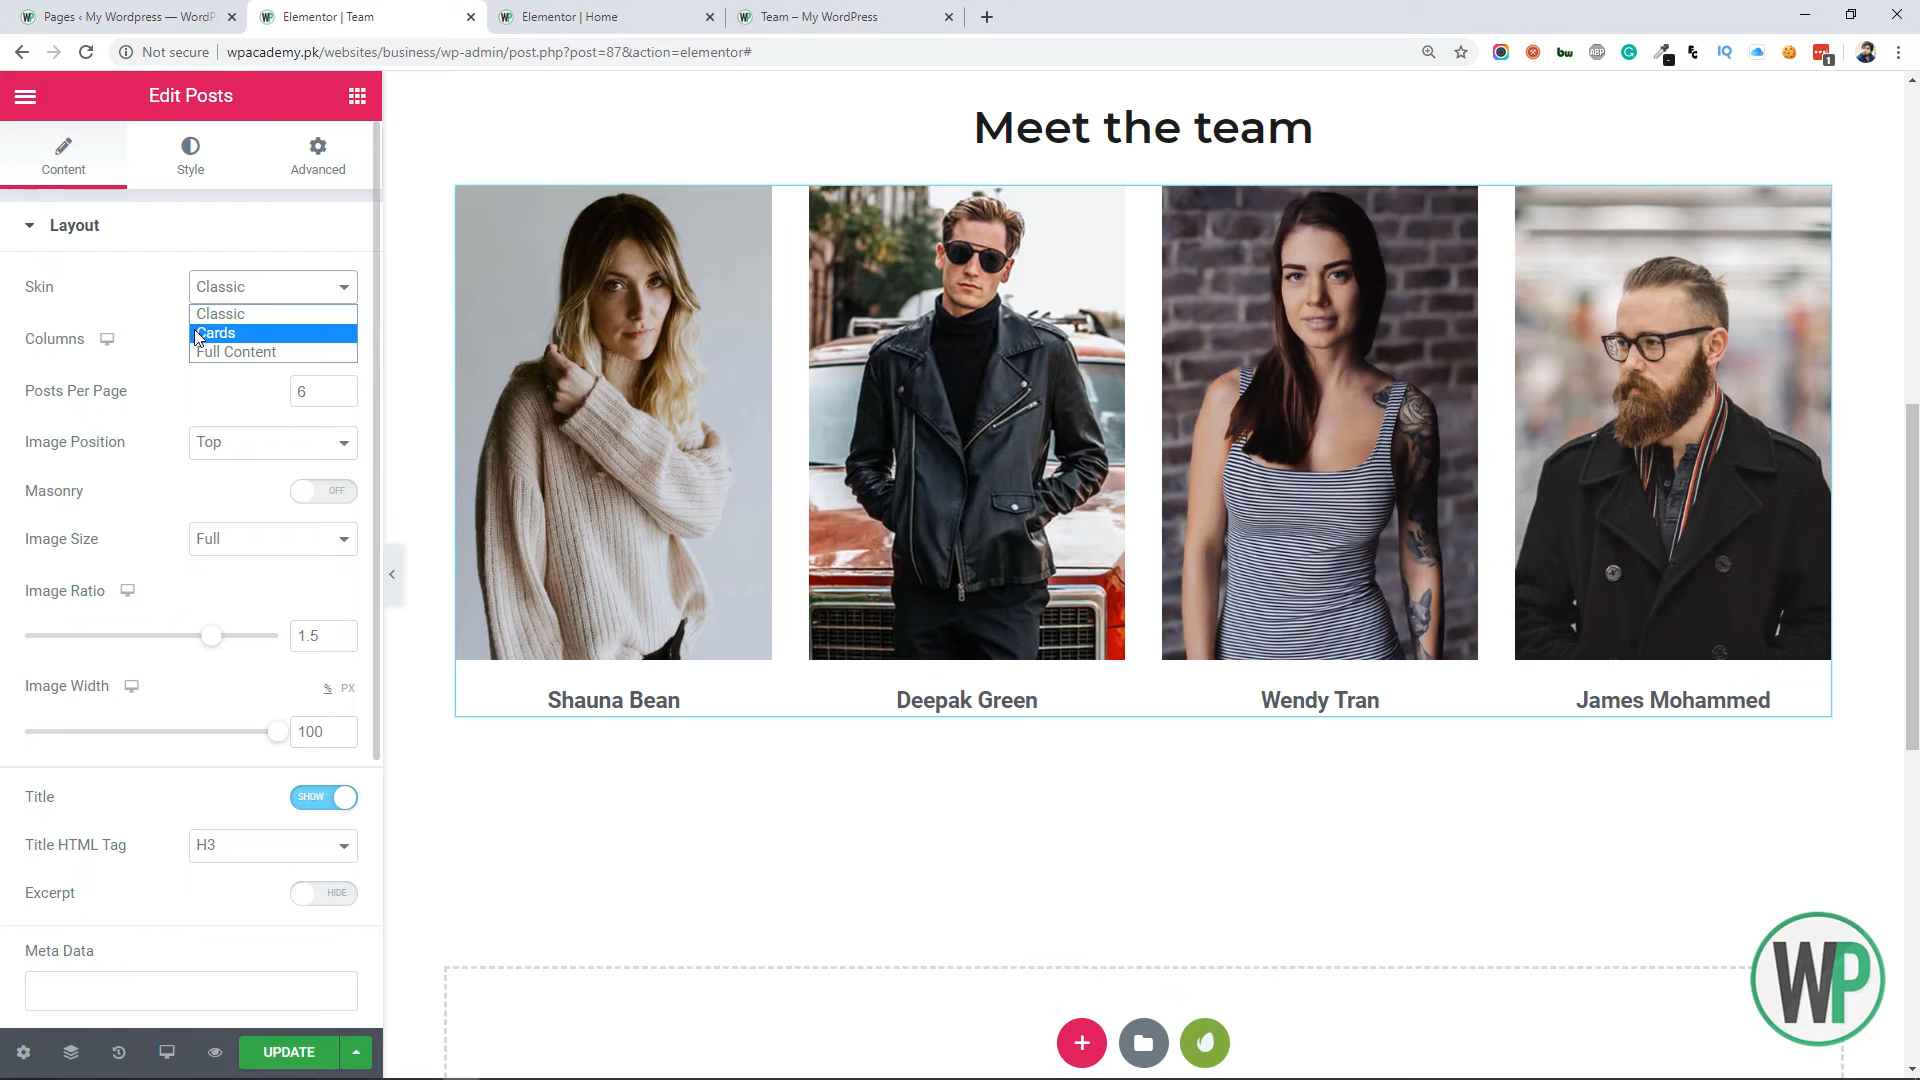 Pages ‹ My Wordpress — WordP
Elementor | Team
Elementor | Home
Team – My WordPress
Not secure
wpacademy.pk/websites/business/wp-admin/post.php?post=87&action=elementor#
Edit Posts
Content
Style
Advanced
Layout
Skin
Classic
Classic
Cards
Full Content
Columns
Posts Per Page
6
Image Position
Top
Masonry
OFF
Image Size
Full
Image Ratio
1.5
Image Width
% PX
100
Title
SHOW
Title HTML Tag
H3
Excerpt
HIDE
Meta Data
UPDATE
Meet the team
Shauna Bean
Deepak Green
Wendy Tran
James Mohammed
WP